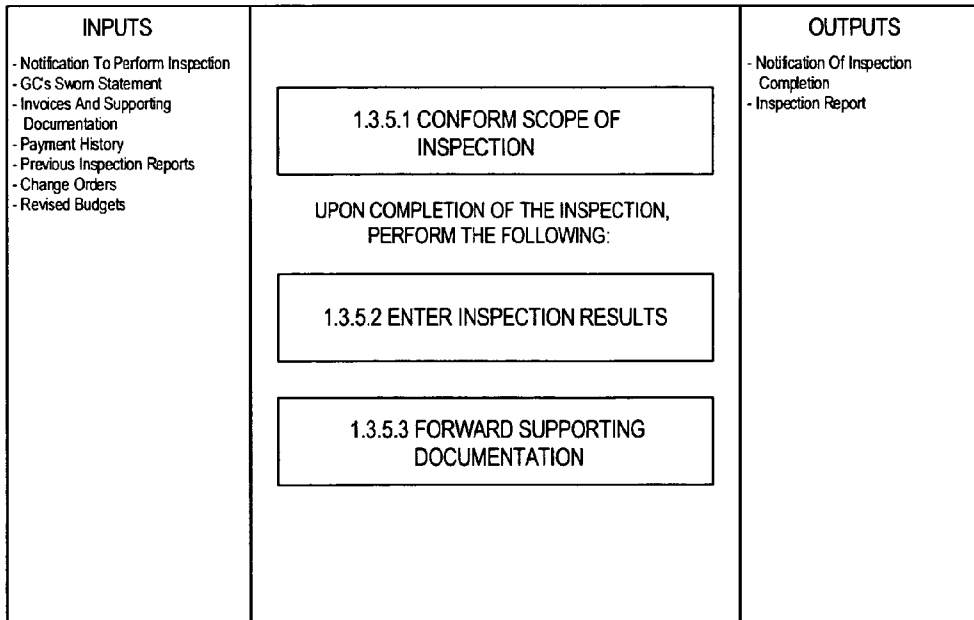 INPUTS
- Notification To Perform Inspection
- GC's Sworn Statement
- Invoices And Supporting
Documentation
- Payment History
- Previous Inspection Reports
- Change Orders
- Revised Budgets
1.3.5.1 CONFORM SCOPE OF
INSPECTION
UPON COMPLETION OF THE INSPECTION,
PERFORM THE FOLLOWING:
1.3.5.2 ENTER INSPECTION RESULTS
1.3.5.3 FORWARD SUPPORTING
DOCUMENTATION
OUTPUTS
- Notification Of Inspection
Completion
- Inspection Report